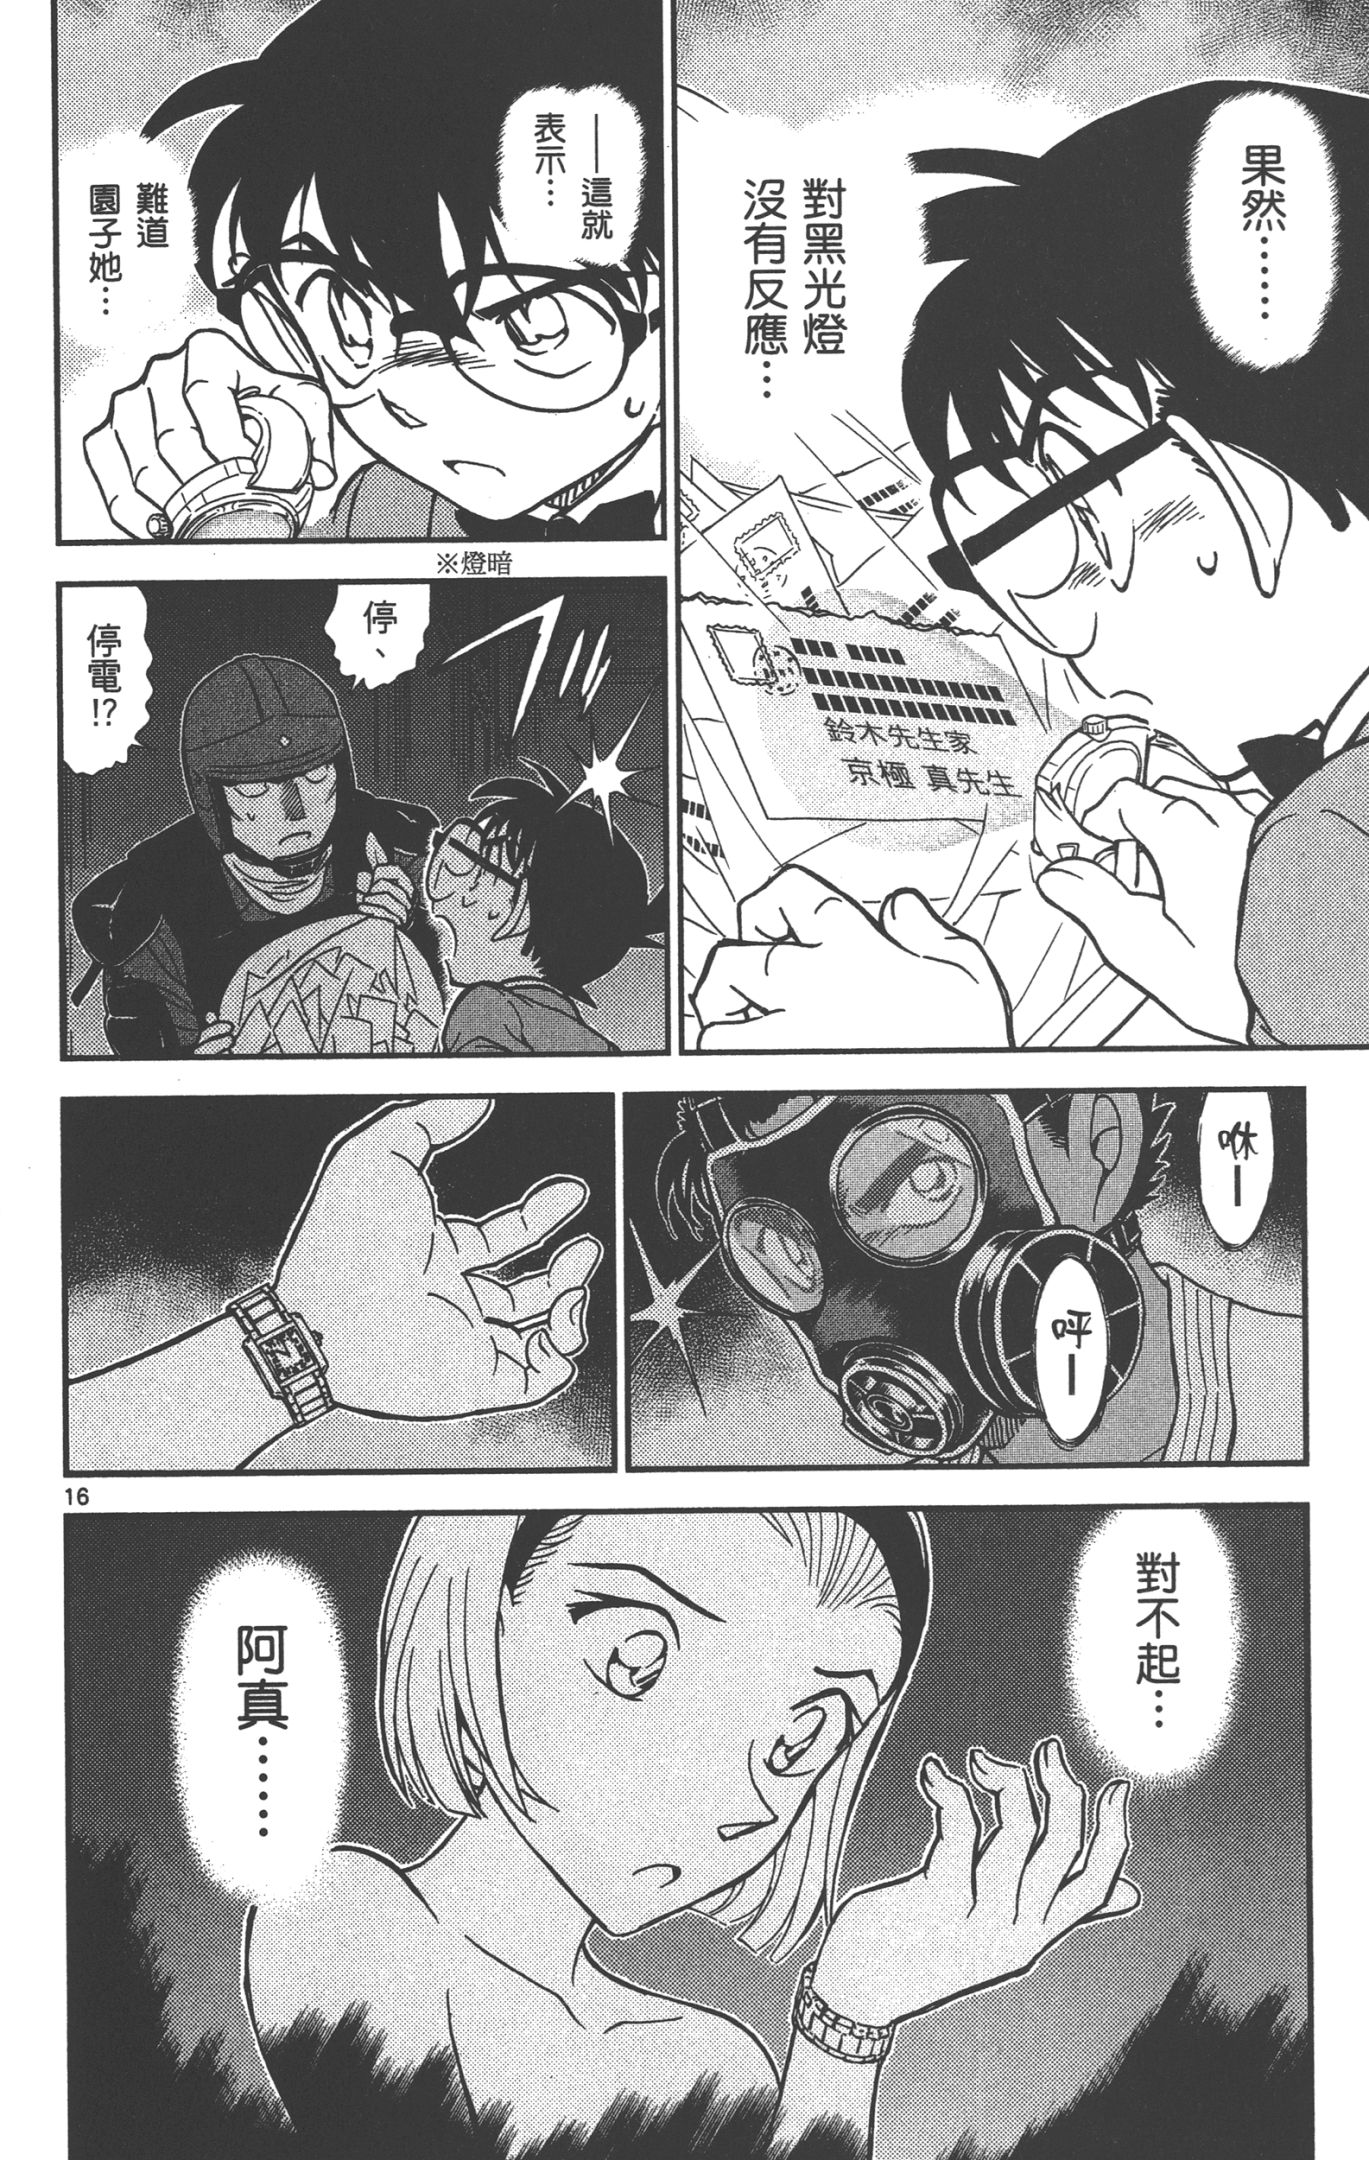 果然……
對黑光燈
沒有反應…
鈴木先生家
京極 真先生
──這就
表示…
難道
園子她…
※燈暗
停、
停電!?
咻ー
呼ー
16
對不起…
阿真……